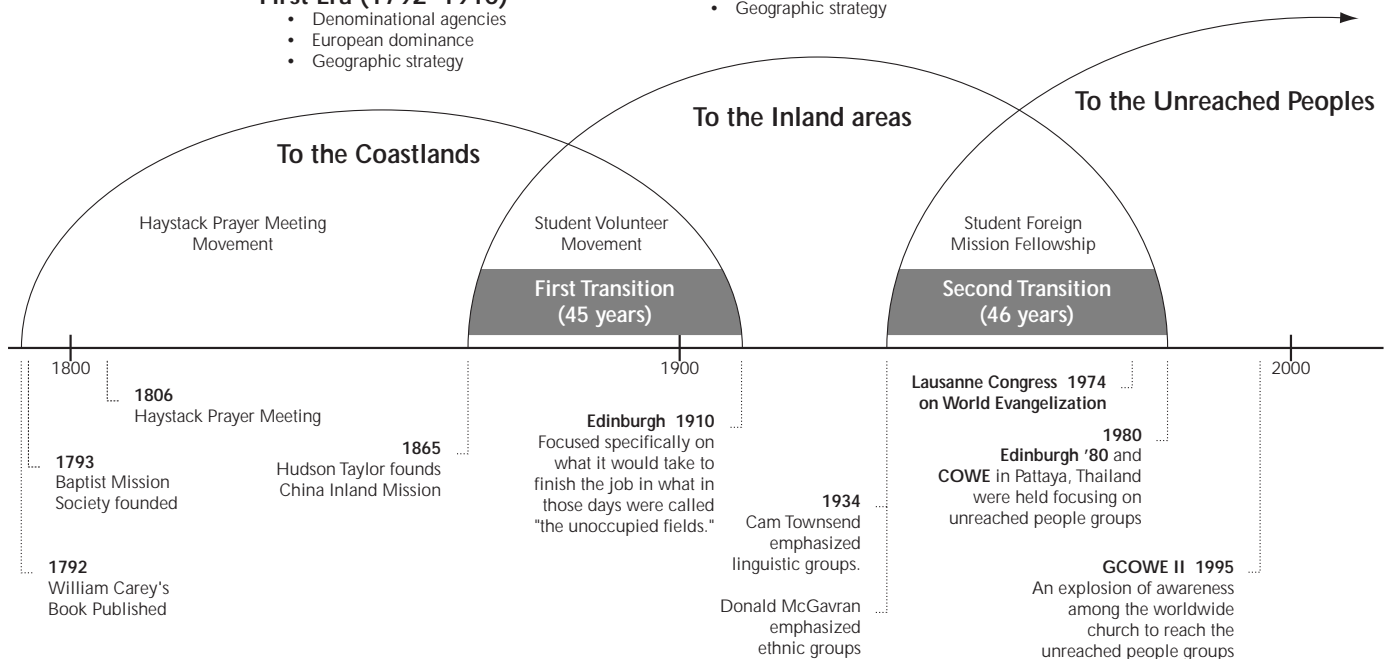 First Era (1792–1910)
• Denominational agencies
• European dominance
• Geographic strategy
• Geographic strategy
To the Coastlands
To the Inland areas
To the Unreached Peoples
Haystack Prayer Meeting
Movement
Student Volunteer
Movement
Student Foreign
Mission Fellowship
First Transition
(45 years)
Second Transition
(46 years)
1800
1900
2000
1806
Haystack Prayer Meeting
1793
Baptist Mission
Society founded
1792
William Carey's
Book Published
1865
Hudson Taylor founds
China Inland Mission
Edinburgh 1910
Focused specifically on
what it would take to
finish the job in what in
those days were called
"the unoccupied fields."
1934
Cam Townsend
emphasized
linguistic groups.
Donald McGavran
emphasized
ethnic groups
Lausanne Congress 1974
on World Evangelization
1980
Edinburgh '80 and
COWE in Pattaya, Thailand
were held focusing on
unreached people groups
GCOWE II 1995
An explosion of awareness
among the worldwide
church to reach the
unreached people groups